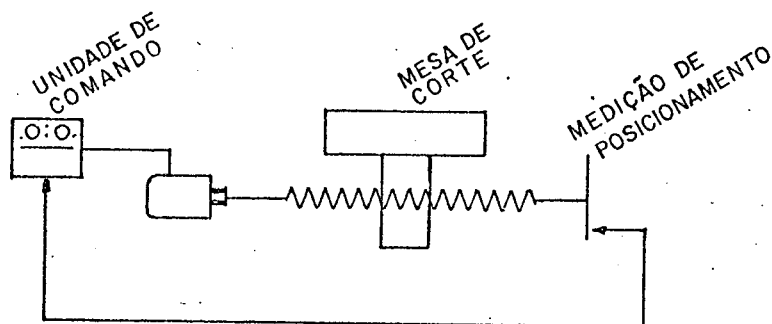 UNIDADE DE
COMANDO
MESA DE
CORTE
MEDIÇÃO DE
POSICIONAMENTO